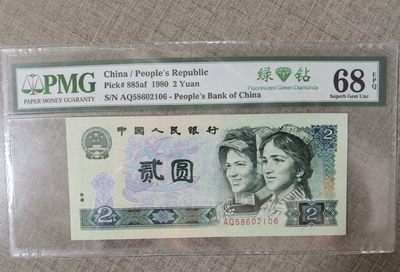 PMG
PAPER MONEY GUARANTY
China / People's Republic
Pick# 885af 1980 2 Yuan
S/N AQ58602106 - People's Bank of China
绿 钻
Fluorescent Green Diamonds
68 EPQ
Superb Gem Unc
中国人民银行
2
贰圆
AQ58602106
2
2